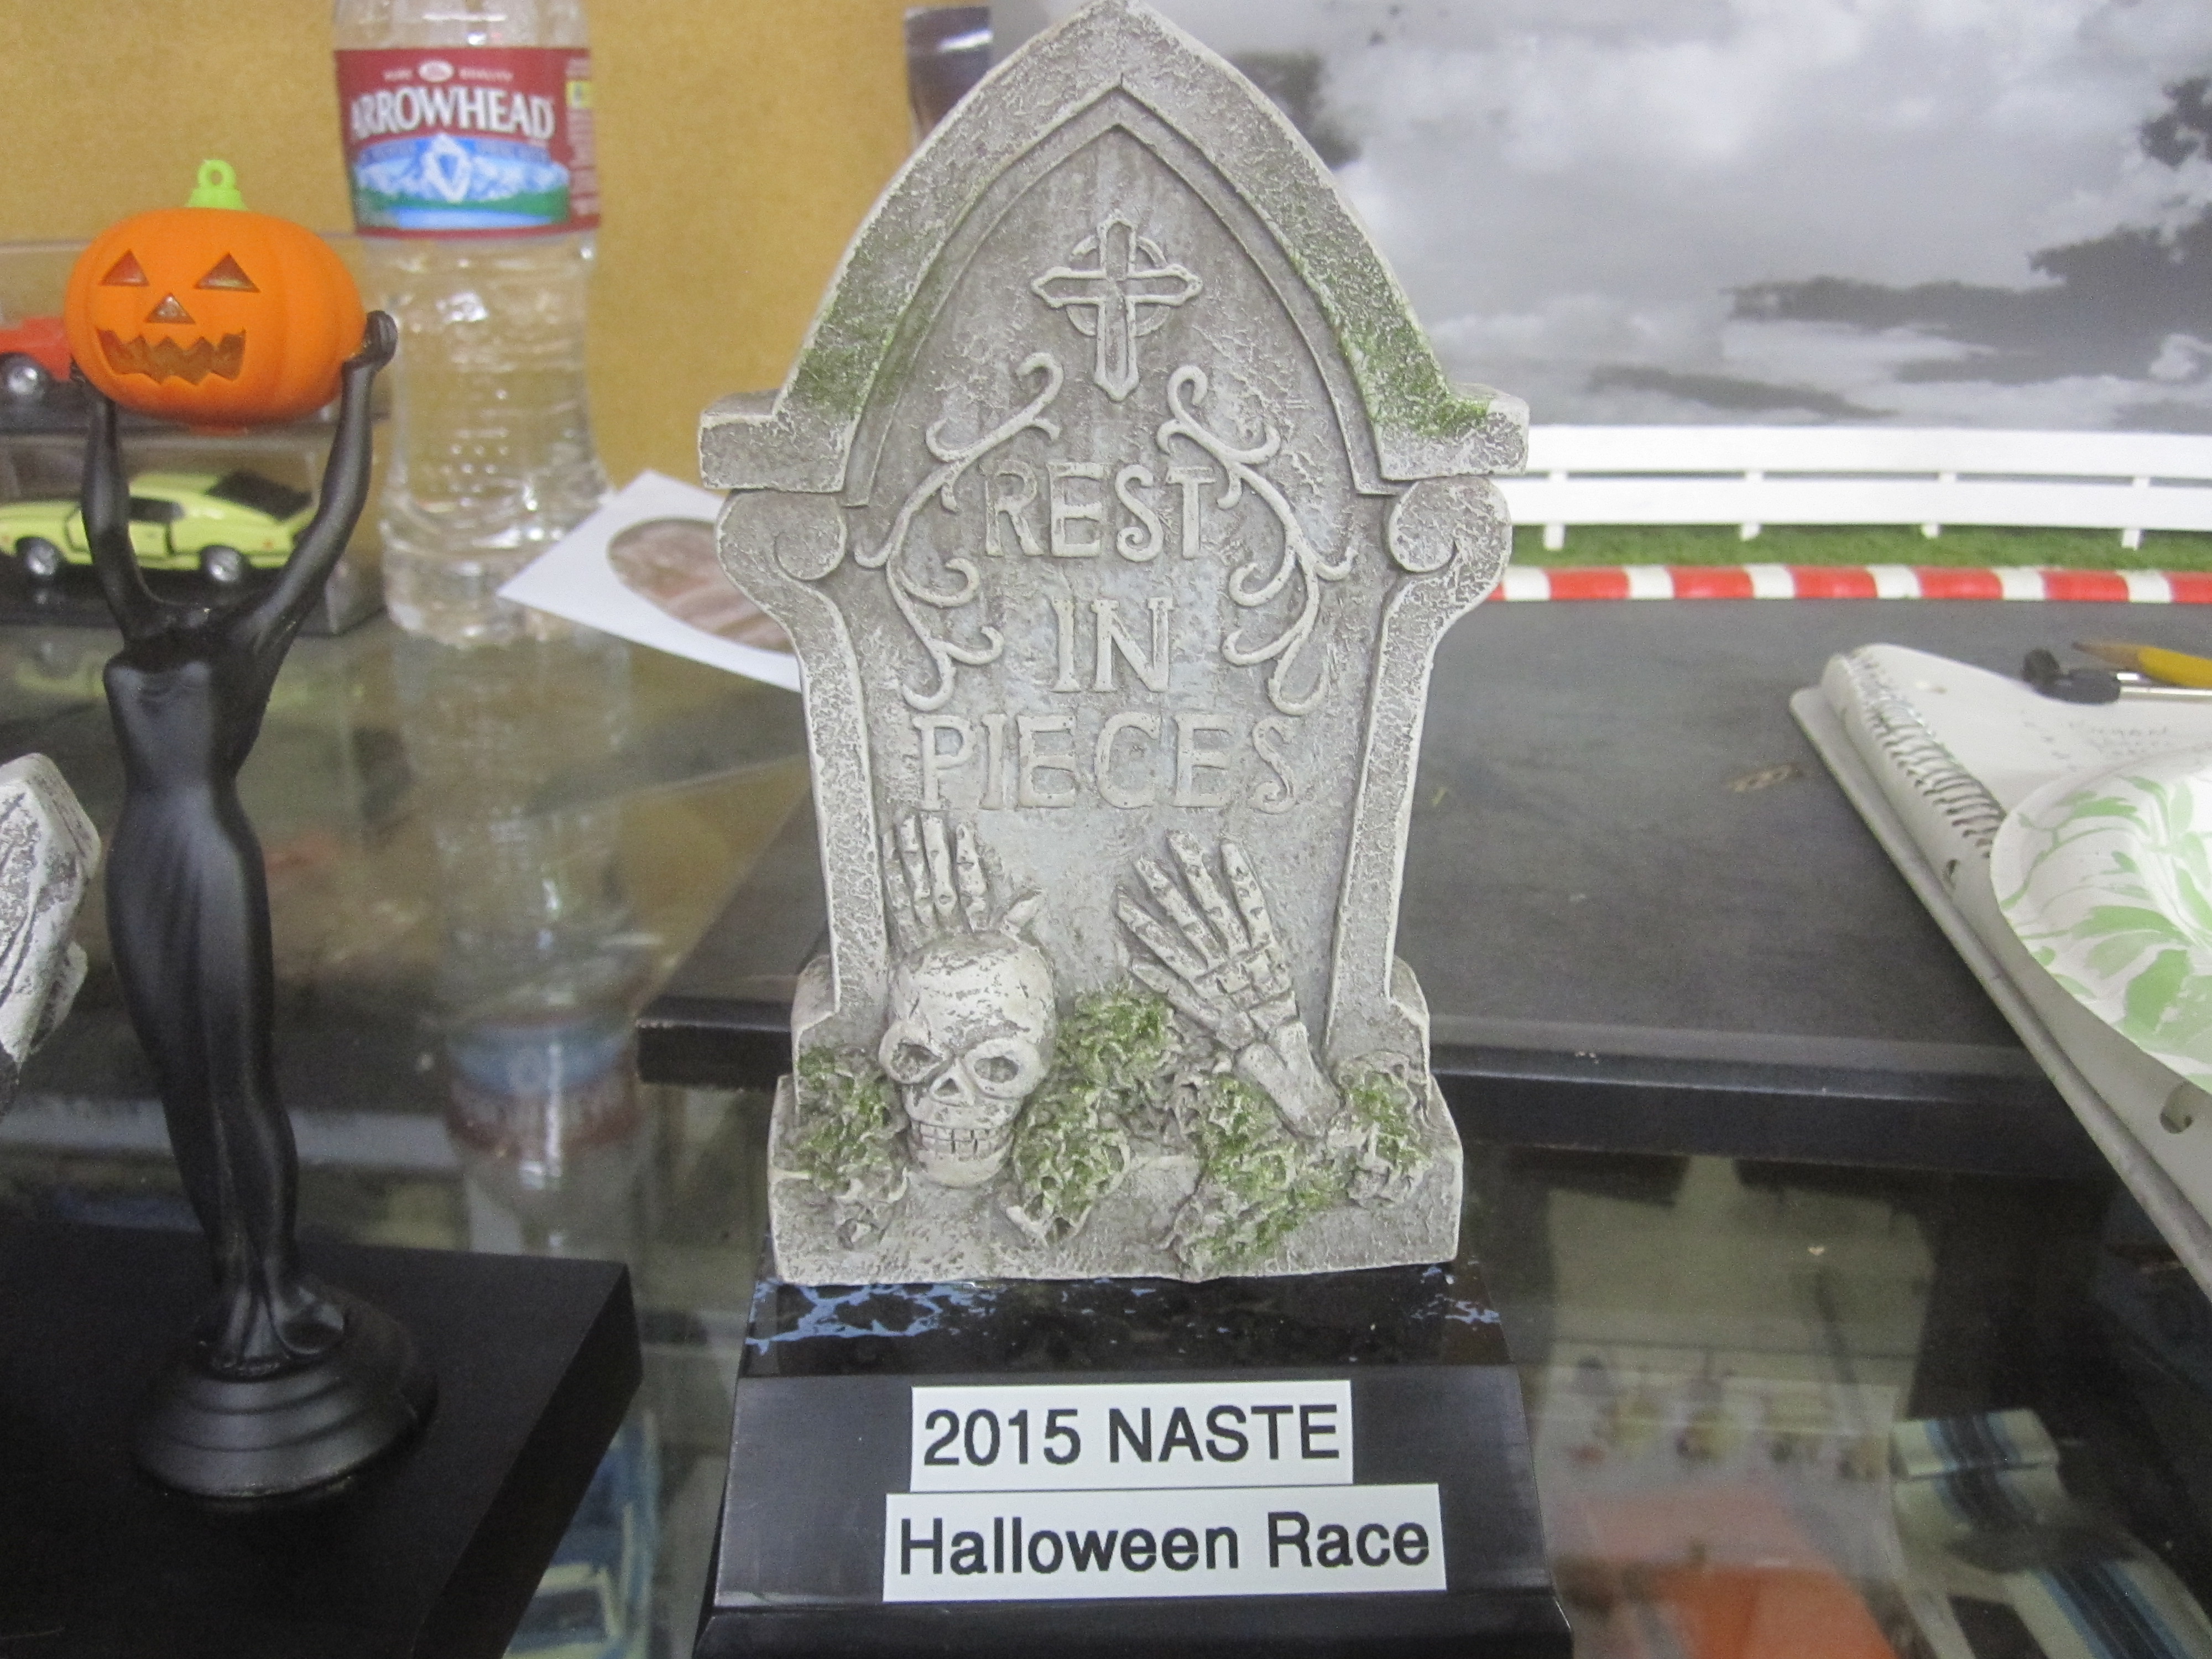 ARROWHEAD
REST
IN
PIECES
2015 NASTE
Halloween Race